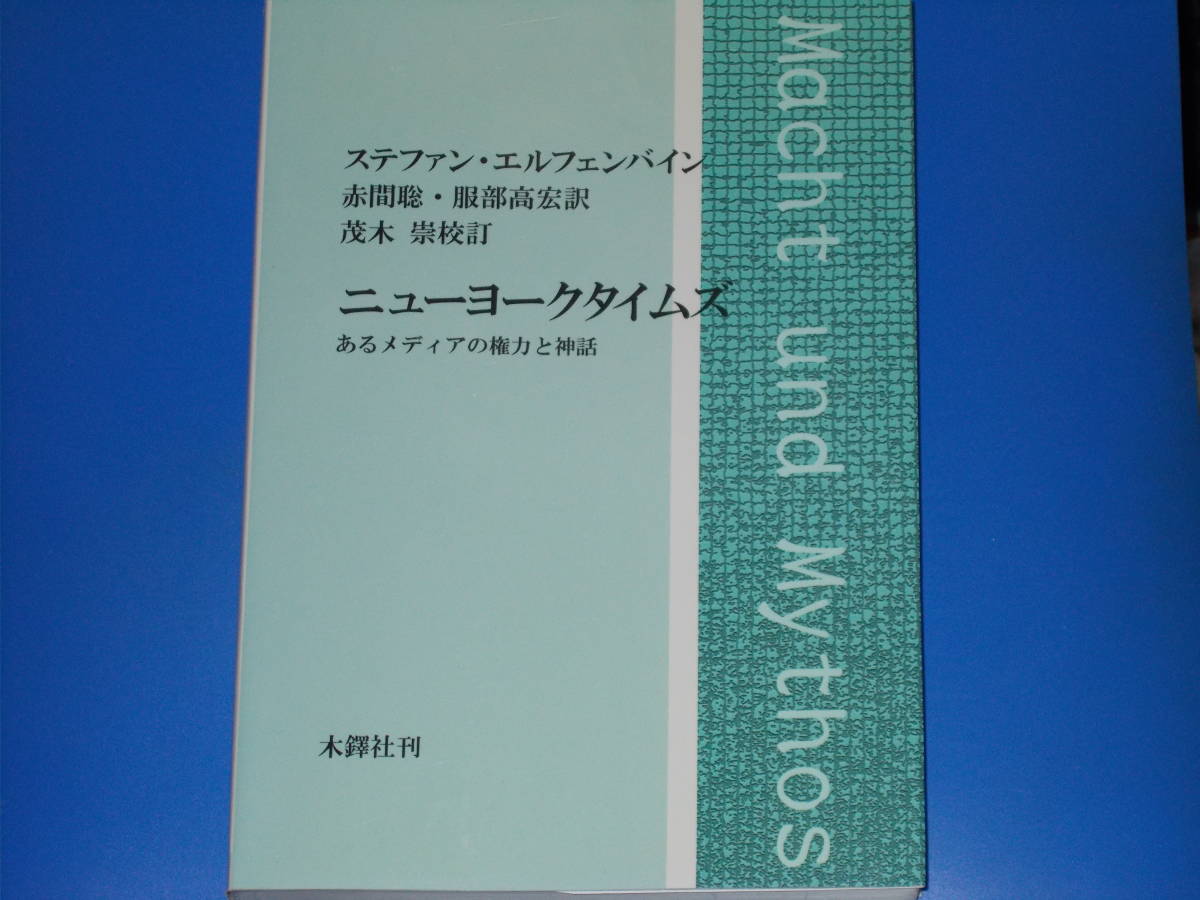 ステファン・エルフェンバイン
赤間聡・服部高宏訳
茂木 崇校訂
ニューヨークタイムズ
あるメディアの権力と神話
木鐸社刊
Macht und Mythos